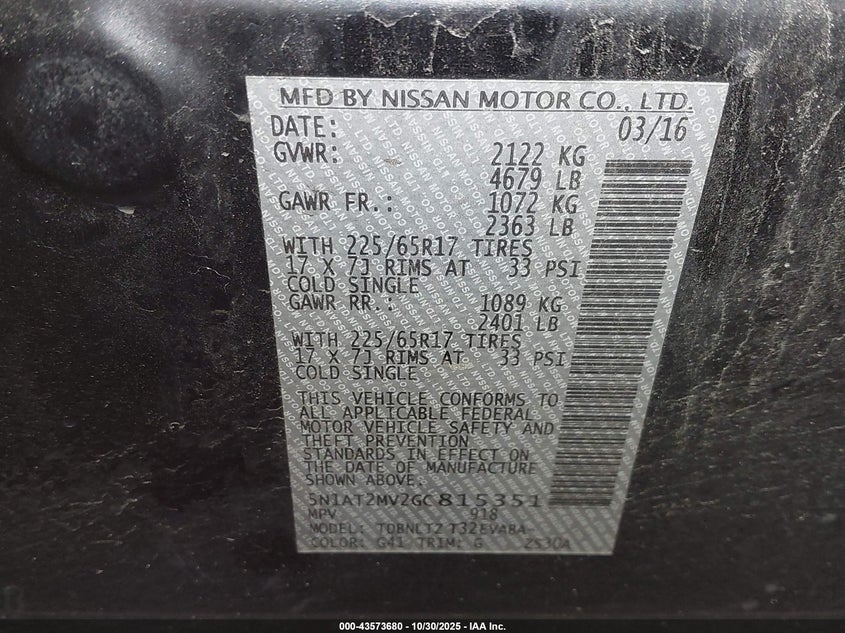 MFD BY NISSAN MOTOR CO., LTD.
DATE: 03/16
GVWR: 2122 KG
4679 LB
GAWR FR.: 1072 KG
2363 LB
WITH 225/65R17 TIRES
17 X 7J RIMS AT 33 PSI
COLD SINGLE
GAWR RR.: 1089 KG
2401 LB
WITH 225/65R17 TIRES
17 X 7J RIMS AT 33 PSI
COLD SINGLE
THIS VEHICLE CONFORMS TO
ALL APPLICABLE FEDERAL
MOTOR VEHICLE SAFETY AND
THEFT PREVENTION
STANDARDS IN EFFECT ON
THE DATE OF MANUFACTURE
SHOWN ABOVE.
5N1AT2MV2GC815351
MPV 918
MODEL: TDBNLT2 T32EVA8A-
COLOR: G41 TRIM: G ZS30A
000-43573680 - 10/30/2025 - IAA Inc.